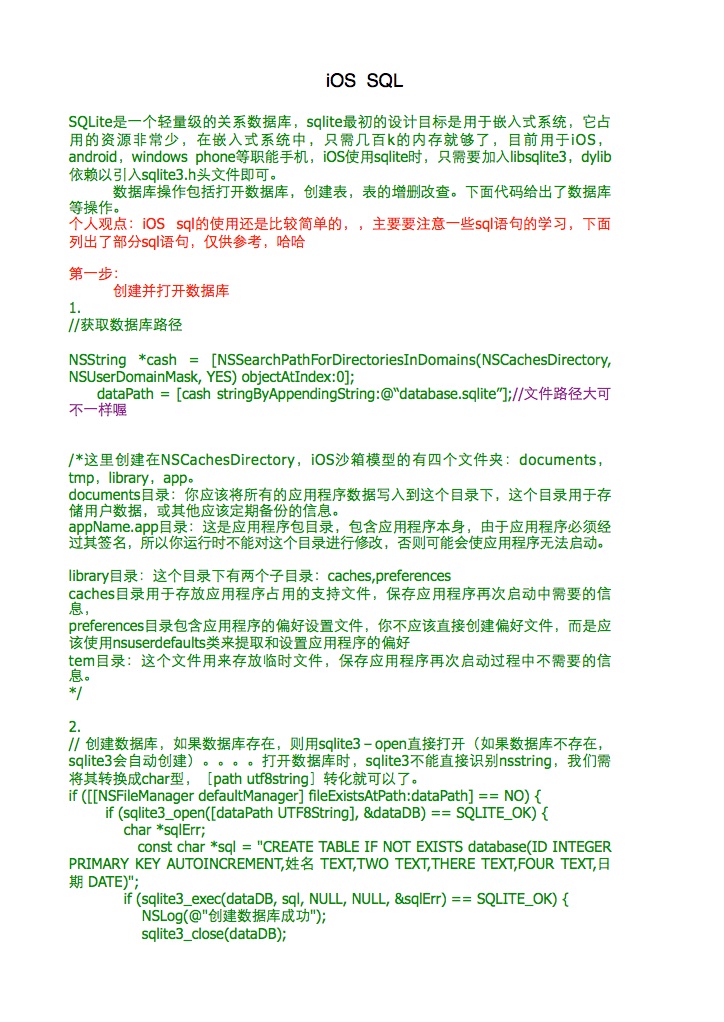 iOS SQL
SQLite是一个轻量级的关系数据库，sqlite最初的设计目标是用于嵌入式系统，它占
用的资源非常少，在嵌入式系统中，只需几百k的内存就够了，目前用于iOS，
android，windows phone等职能手机，iOS使用sqlite时，只需要加入libsqlite3，dylib
依赖以引入sqlite3.h头文件即可。
数据库操作包括打开数据库，创建表，表的增删改查。下面代码给出了数据库
等操作。
个人观点：iOS sql的使用还是比较简单的，，主要要注意一些sql语句的学习，下面
列出了部分sql语句，仅供参考，哈哈
第一步：
创建并打开数据库
1.
//获取数据库路径
NSString *cash = [NSSearchPathForDirectoriesInDomains(NSCachesDirectory,
NSUserDomainMask, YES) objectAtIndex:0];
dataPath = [cash stringByAppendingString:@“database.sqlite”];//文件路径大可
不一样喔
/*这里创建在NSCachesDirectory，iOS沙箱模型的有四个文件夹：documents，
tmp，library，app。
documents目录：你应该将所有的应用程序数据写入到这个目录下，这个目录用于存
储用户数据，或其他应该定期备份的信息。
appName.app目录：这是应用程序包目录，包含应用程序本身，由于应用程序必须经
过其签名，所以你运行时不能对这个目录进行修改，否则可能会使应用程序无法启动。
library目录：这个目录下有两个子目录：caches,preferences
caches目录用于存放应用程序占用的支持文件，保存应用程序再次启动中需要的信
息，
preferences目录包含应用程序的偏好设置文件，你不应该直接创建偏好文件，而是应
该使用nsuserdefaults类来提取和设置应用程序的偏好
tem目录：这个文件用来存放临时文件，保存应用程序再次启动过程中不需要的信
息。
*/
2.
// 创建数据库，如果数据库存在，则用sqlite3－open直接打开（如果数据库不存在，
sqlite3会自动创建）。。。。打开数据库时，sqlite3不能直接识别nsstring，我们需
将其转换成char型，［path utf8string］转化就可以了。
if ([[NSFileManager defaultManager] fileExistsAtPath:dataPath] == NO) {
if (sqlite3_open([dataPath UTF8String], &dataDB) == SQLITE_OK) {
char *sqlErr;
const char *sql = "CREATE TABLE IF NOT EXISTS database(ID INTEGER
PRIMARY KEY AUTOINCREMENT,姓名 TEXT,TWO TEXT,THERE TEXT,FOUR TEXT,日
期 DATE)";
if (sqlite3_exec(dataDB, sql, NULL, NULL, &sqlErr) == SQLITE_OK) {
NSLog(@"创建数据库成功");
sqlite3_close(dataDB);